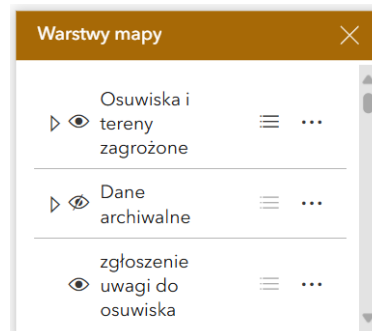 Warstwy mapy
Osuwiska i
tereny
zagrożone
Dane
archiwalne
zgłoszenie
uwagi do
osuwiska